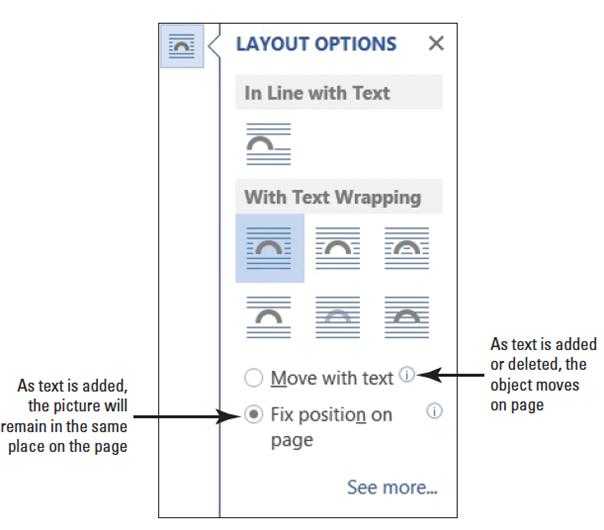 LAYOUT OPTIONS
In Line with Text
With Text Wrapping
Move with text
Fix position on
page
See more...
As text is added
or deleted, the
object moves
on page
As text is added,
the picture will
remain in the same
place on the page